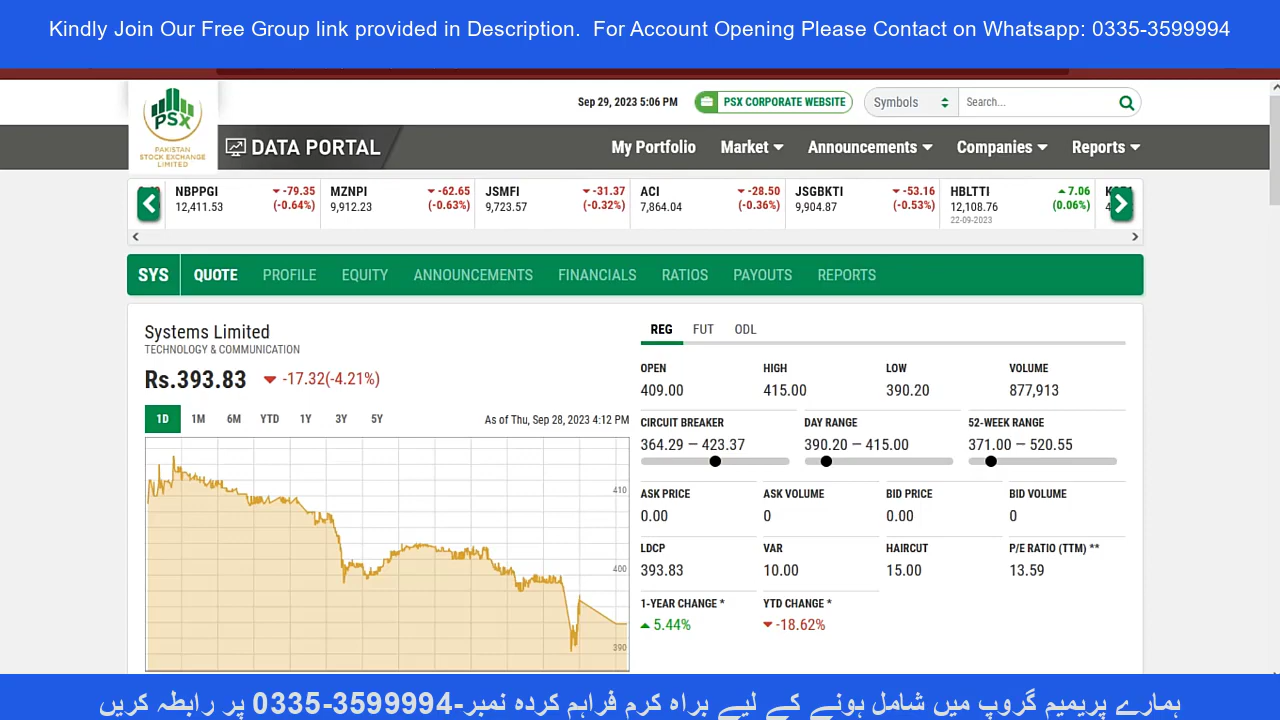 Kindly Join Our Free Group link provided in Description.  For Account Opening Please Contact on Whatsapp: 0335-3599994
PSX
PAKISTAN
STOCK EXCHANGE
LIMITED
Sep 29, 2023 5:06 PM
PSX CORPORATE WEBSITE
Symbols
Search...
DATA PORTAL
My Portfolio
Market
Announcements
Companies
Reports
NBPPGI -79.35
12,411.53 (-0.64%)
MZNPI -62.65
9,912.23 (-0.63%)
JSMFI -31.37
9,723.57 (-0.32%)
ACI -28.50
7,864.04 (-0.36%)
JSGBKTI -53.16
9,904.87 (-0.53%)
HBLTTI 7.06
12,108.76 (0.06%)
22-09-2023
SYS QUOTE PROFILE EQUITY ANNOUNCEMENTS FINANCIALS RATIOS PAYOUTS REPORTS
Systems Limited
TECHNOLOGY & COMMUNICATION
Rs.393.83 -17.32(-4.21%)
1D 1M 6M YTD 1Y 3Y 5Y
As of Thu, Sep 28, 2023 4:12 PM
410
400
390
REG FUT ODL
OPEN HIGH LOW VOLUME
409.00 415.00 390.20 877,913
CIRCUIT BREAKER DAY RANGE 52-WEEK RANGE
364.29 — 423.37 390.20 — 415.00 371.00 — 520.55
ASK PRICE ASK VOLUME BID PRICE BID VOLUME
0.00 0 0.00 0
LDCP VAR HAIRCUT P/E RATIO (TTM) **
393.83 10.00 15.00 13.59
1-YEAR CHANGE * YTD CHANGE *
5.44% -18.62%
ہمارے پریمیم گروپ میں شامل ہونے کے لیے براہ کرم فراہم کردہ نمبر-0335-3599994 پر رابطہ کریں